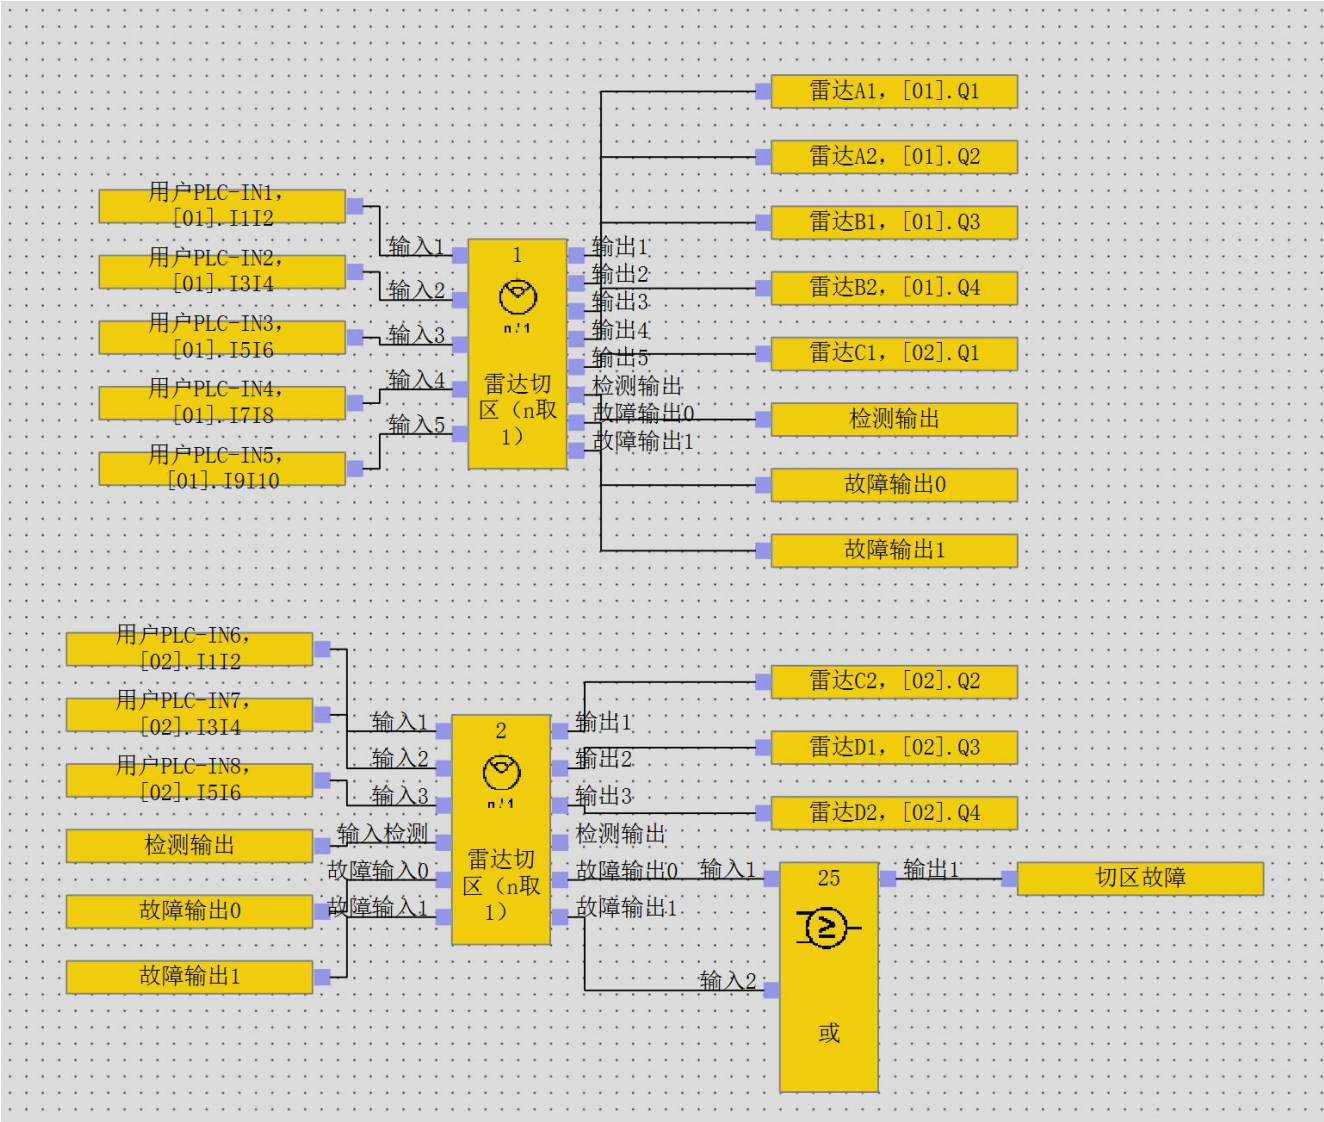 雷达A1，[01].Q1
雷达A2，[01].Q2
雷达B1，[01].Q3
雷达B2，[01].Q4
雷达C1，[02].Q1
检测输出
故障输出0
故障输出1
用户PLC-IN1，
[01].I1I2
用户PLC-IN2，
[01].I3I4
用户PLC-IN3，
[01].I5I6
用户PLC-IN4，
[01].I7I8
用户PLC-IN5，
[01].I9I10
输入1
输入2
输入3
输入4
输入5
1
n/1
雷达切
区（n取
1）
输出1
输出2
输出3
输出4
输出5
检测输出
故障输出0
故障输出1
用户PLC-IN6，
[02].I1I2
用户PLC-IN7，
[02].I3I4
用户PLC-IN8，
[02].I5I6
检测输出
故障输出0
故障输出1
输入1
输入2
输入3
输入检测
故障输入0
故障输入1
2
n/1
雷达切
区（n取
1）
输出1
输出2
输出3
检测输出
故障输出0
故障输出1
雷达C2，[02].Q2
雷达D1，[02].Q3
雷达D2，[02].Q4
输入1
输入2
25
≥
或
输出1
切区故障